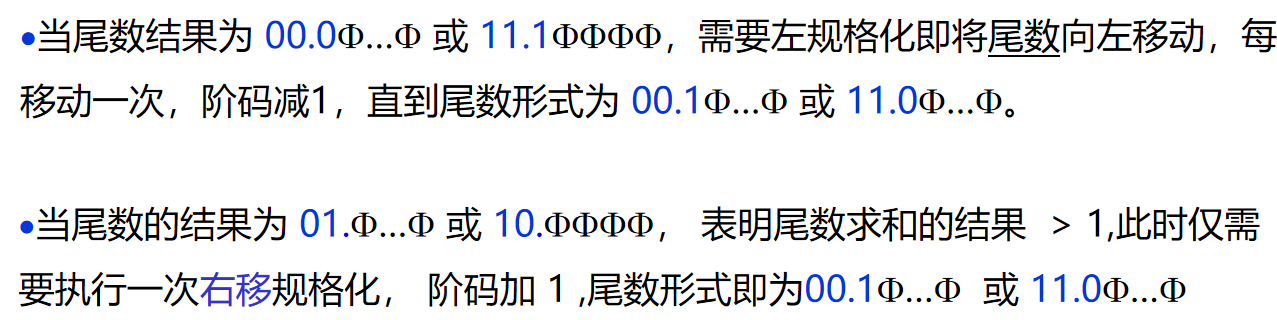 ●当尾数结果为 00.0Φ…Φ 或 11.1ΦΦΦΦ，需要左规格化即将尾数向左移动，每
移动一次，阶码减1，直到尾数形式为 00.1Φ…Φ 或 11.0Φ…Φ。
●当尾数的结果为 01.Φ…Φ 或 10.ΦΦΦΦ， 表明尾数求和的结果 > 1,此时仅需
要执行一次右移规格化， 阶码加 1 ,尾数形式即为00.1Φ…Φ 或 11.0Φ…Φ